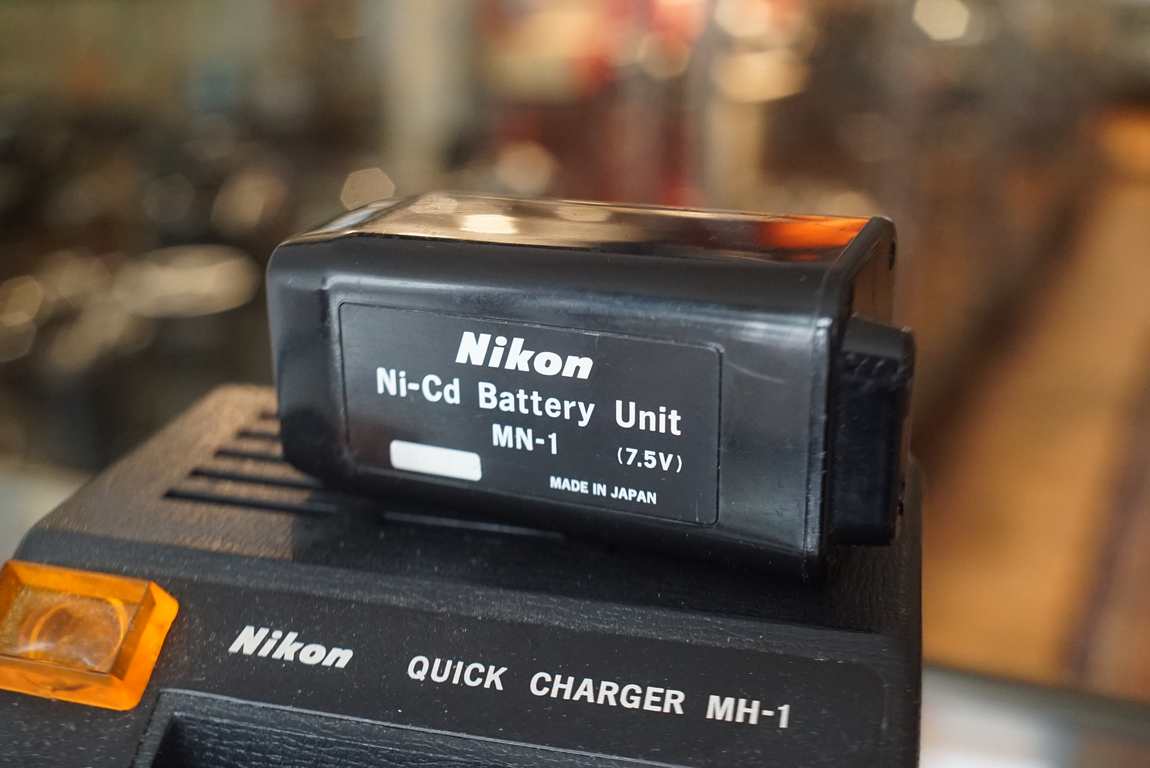 Nikon
Ni-Cd Battery Unit
MN-1 (7.5V)
MADE IN JAPAN
Nikon QUICK CHARGER MH-1